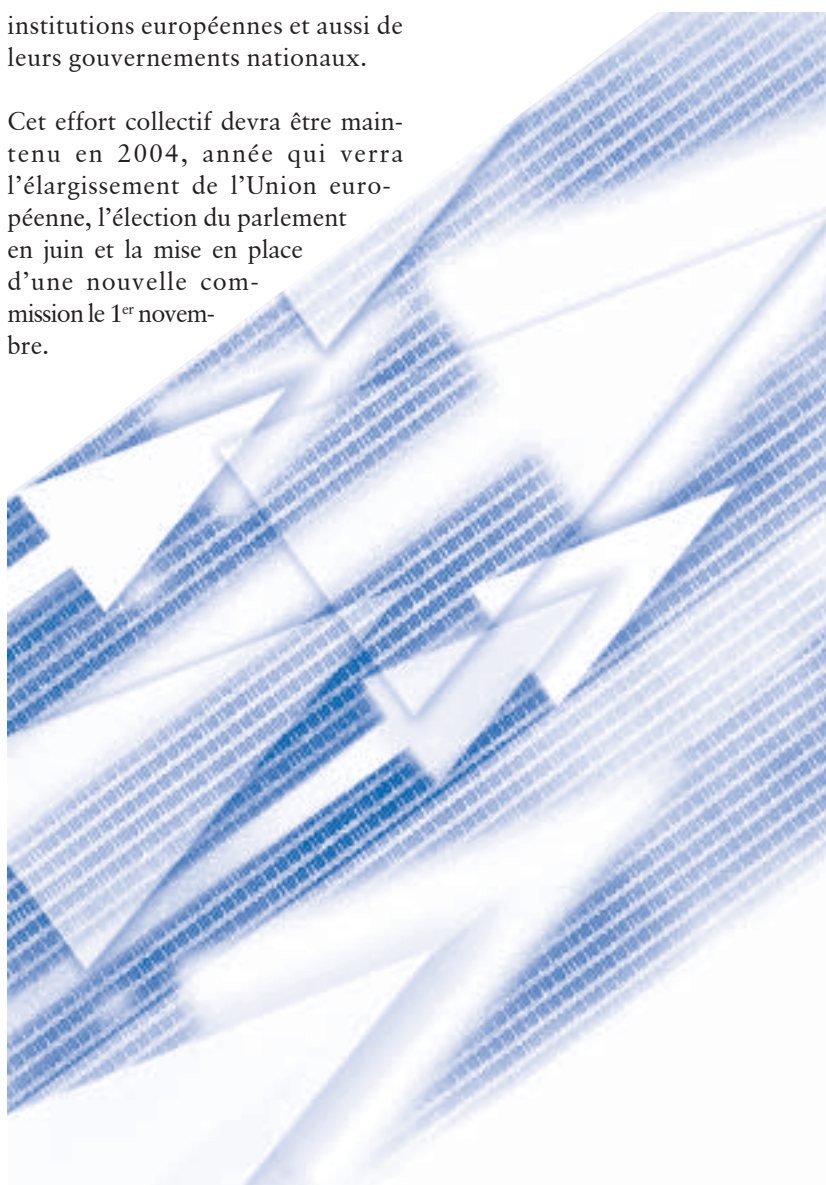 institutions européennes et aussi de
leurs gouvernements nationaux.
Cet effort collectif devra être main-
tenu en 2004, année qui verra
l'élargissement de l'Union euro-
péenne, l'élection du parlement
en juin et la mise en place
d'une nouvelle com-
mission le 1er novem-
bre.